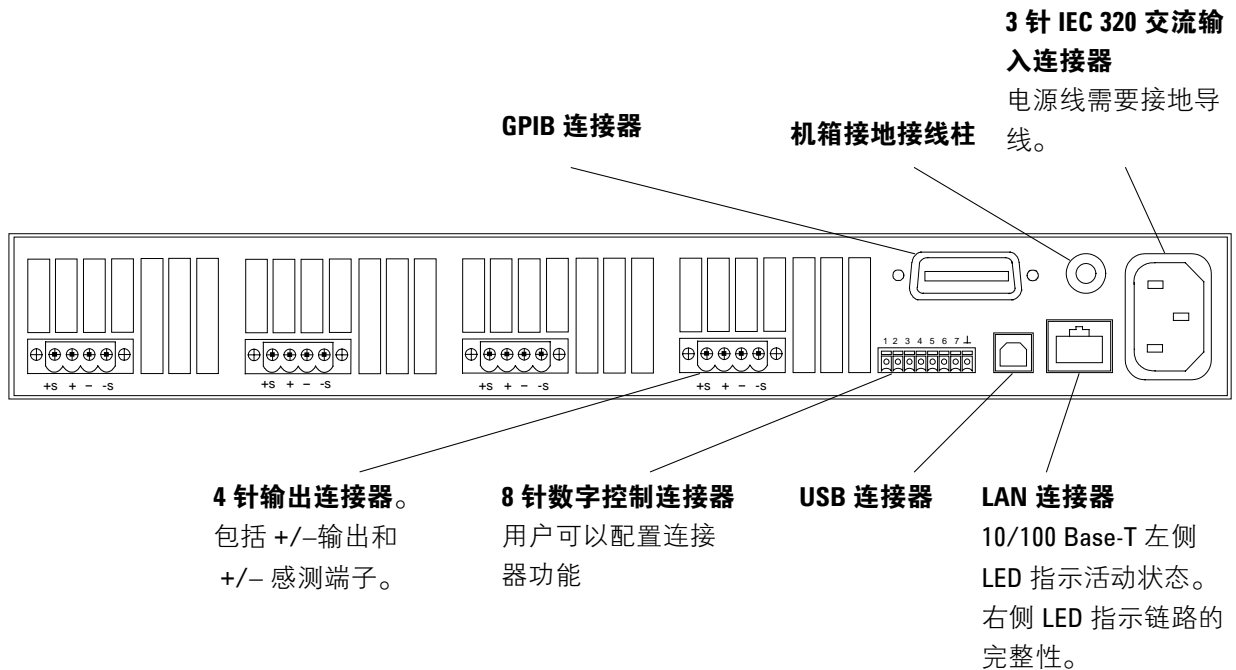 3 针 IEC 320 交流输
入连接器
电源线需要接地导
线。
GPIB 连接器
机箱接地接线柱
1 2 3 4 5 6 7 ⊥
+S + – -S
+S + – -S
+S + – -S
+S + – -S
4 针输出连接器。
包括 +/–输出和
+/– 感测端子。
8 针数字控制连接器
用户可以配置连接
器功能
USB 连接器
LAN 连接器
10/100 Base-T 左侧
LED 指示活动状态。
右侧 LED 指示链路的
完整性。